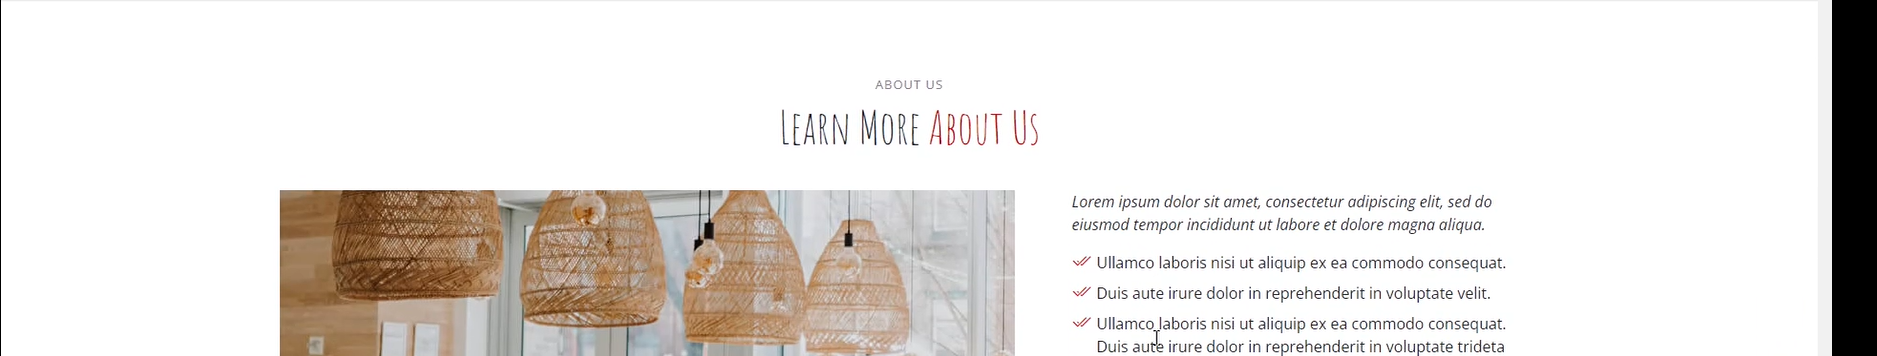 ABOUT US
Learn More About Us
Lorem ipsum dolor sit amet, consectetur adipiscing elit, sed do
eiusmod tempor incididunt ut labore et dolore magna aliqua.
Ullamco laboris nisi ut aliquip ex ea commodo consequat.
Duis aute irure dolor in reprehenderit in voluptate velit.
Ullamco laboris nisi ut aliquip ex ea commodo consequat.
Duis aute irure dolor in reprehenderit in voluptate trideta